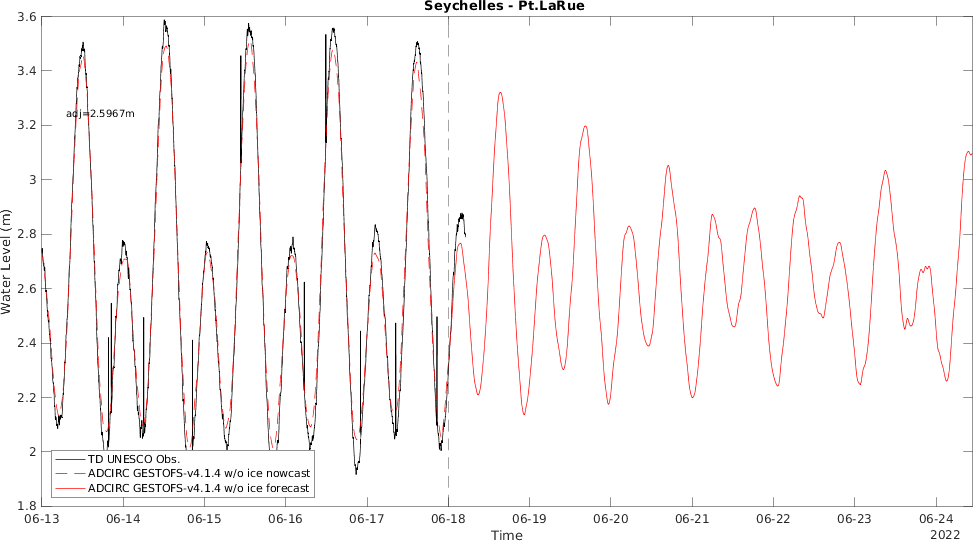 Seychelles - Pt.LaRue
3.6
3.4
adj=2.5967m
3.2
3
2.8
Water Level (m)
2.6
2.4
2.2
2
TD UNESCO Obs.
ADCIRC GESTOFS-v4.1.4 w/o ice nowcast
ADCIRC GESTOFS-v4.1.4 w/o ice forecast
1.8
06-13 06-14 06-15 06-16 06-17 06-18 06-19 06-20 06-21 06-22 06-23 06-24
Time
2022